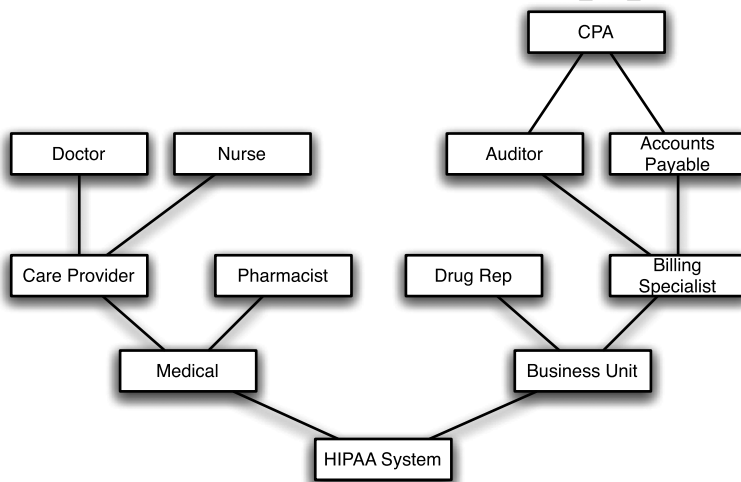 CPA
Doctor
Nurse
Auditor
Accounts
Payable
Care Provider
Pharmacist
Drug Rep
Billing
Specialist
Medical
Business Unit
HIPAA System